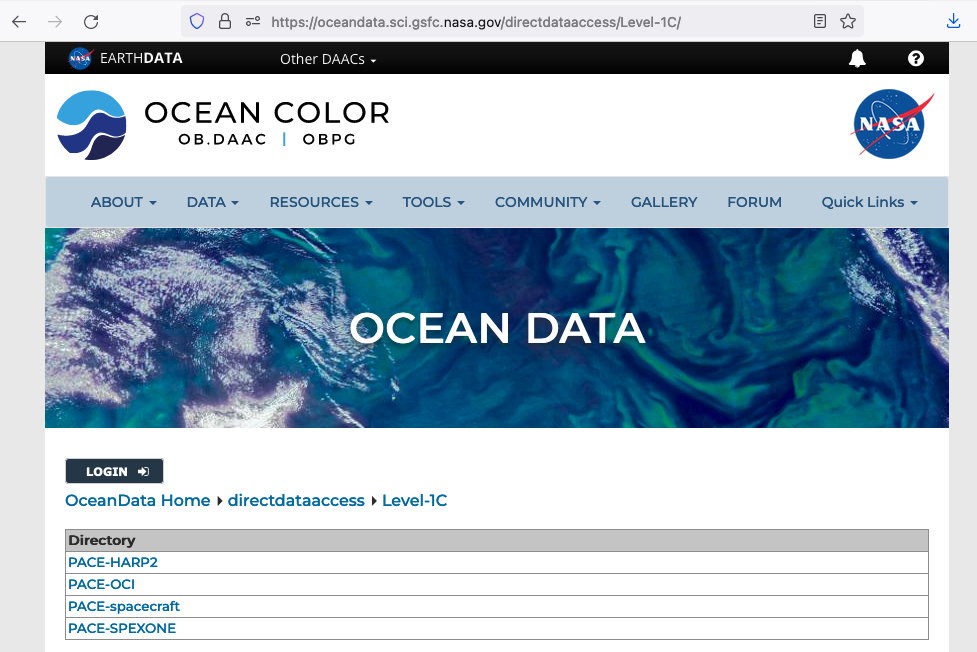 https://oceandata.sci.gsfc.nasa.gov/directdataaccess/Level-1C/
NASA EARTHDATA Other DAACs ?
OCEAN COLOR
OB.DAAC | OBPG
NASA
ABOUT DATA RESOURCES TOOLS COMMUNITY GALLERY FORUM Quick Links
OCEAN DATA
LOGIN
OceanData Home directdataaccess Level-1C
Directory
PACE-HARP2
PACE-OCI
PACE-spacecraft
PACE-SPEXONE